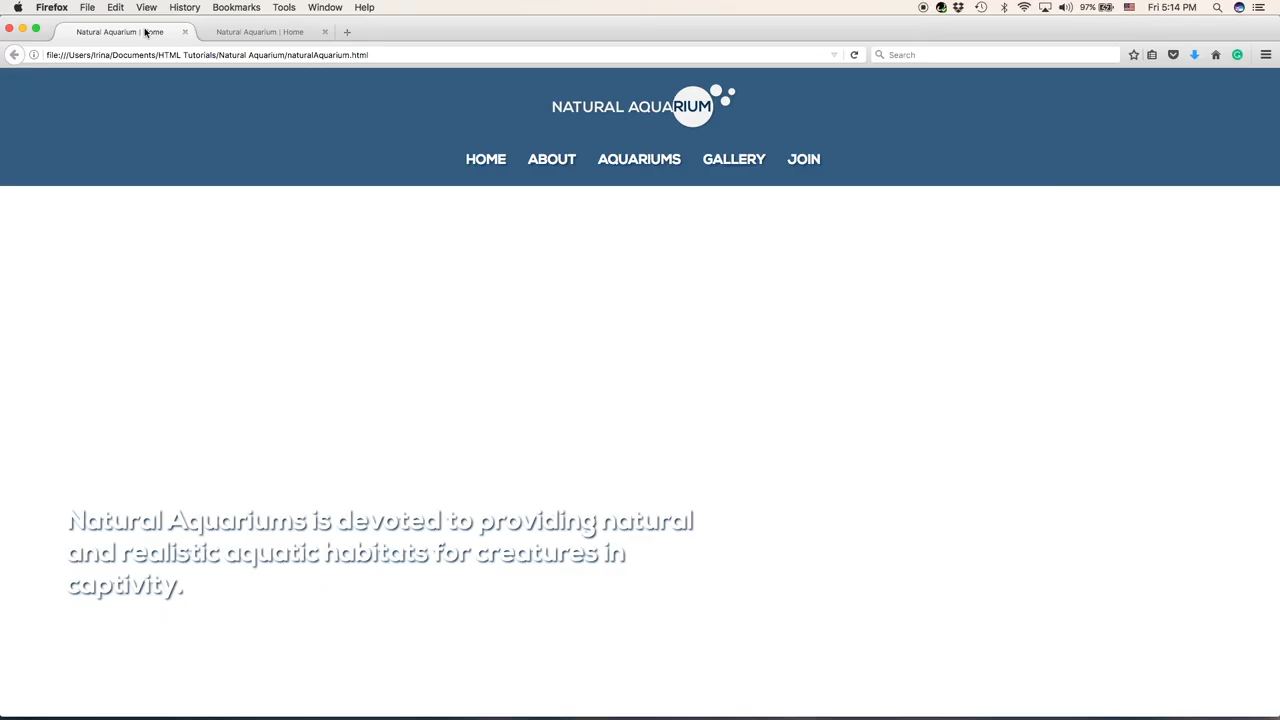 Firefox File Edit View History Bookmarks Tools Window Help 97% Fri 5:14 PM
Natural Aquarium | Home Natural Aquarium | Home
file:///Users/Irina/Documents/HTML Tutorials/Natural Aquarium/naturalAquarium.html Search
NATURAL AQUARIUM
HOME ABOUT AQUARIUMS GALLERY JOIN
Natural Aquariums is devoted to providing natural
and realistic aquatic habitats for creatures in
captivity.